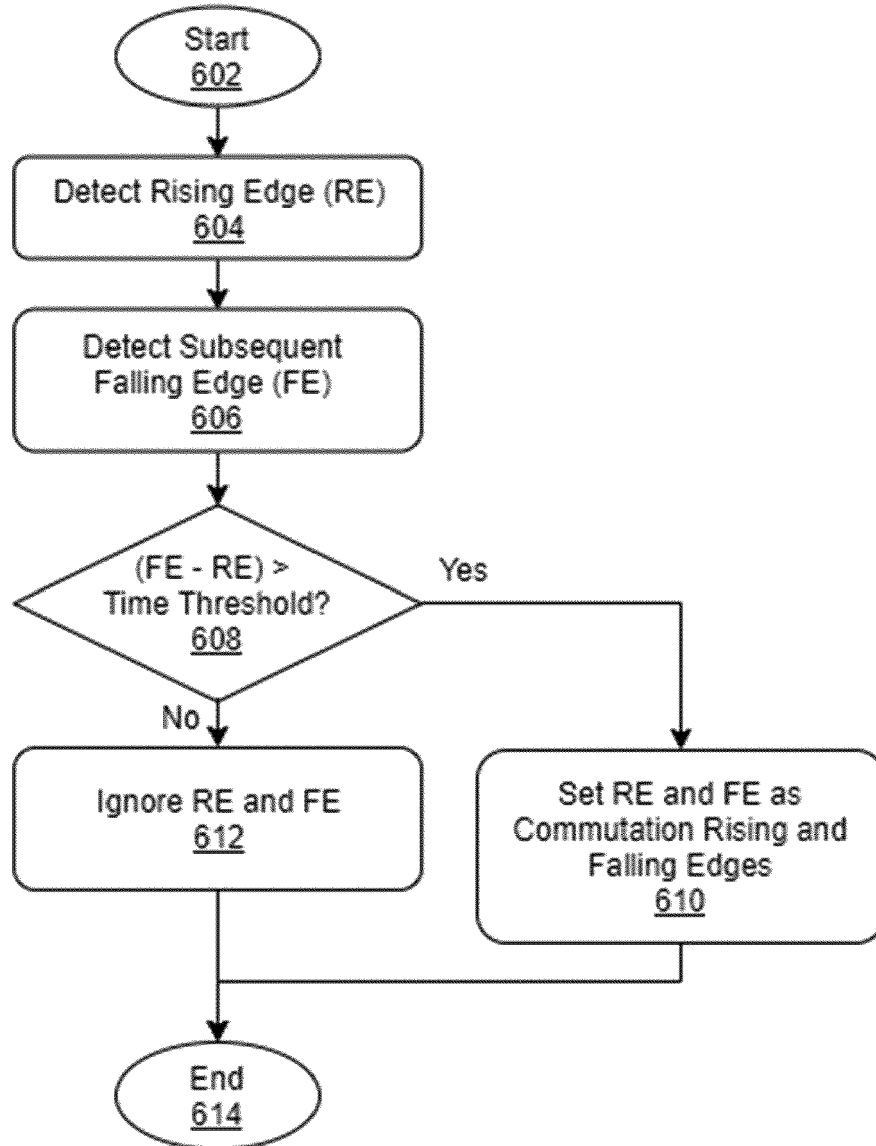 Start
602
Detect Rising Edge (RE)
604
Detect Subsequent
Falling Edge (FE)
606
(FE - RE) >
Time Threshold?
608
Yes
No
Ignore RE and FE
612
Set RE and FE as
Commutation Rising and
Falling Edges
610
End
614